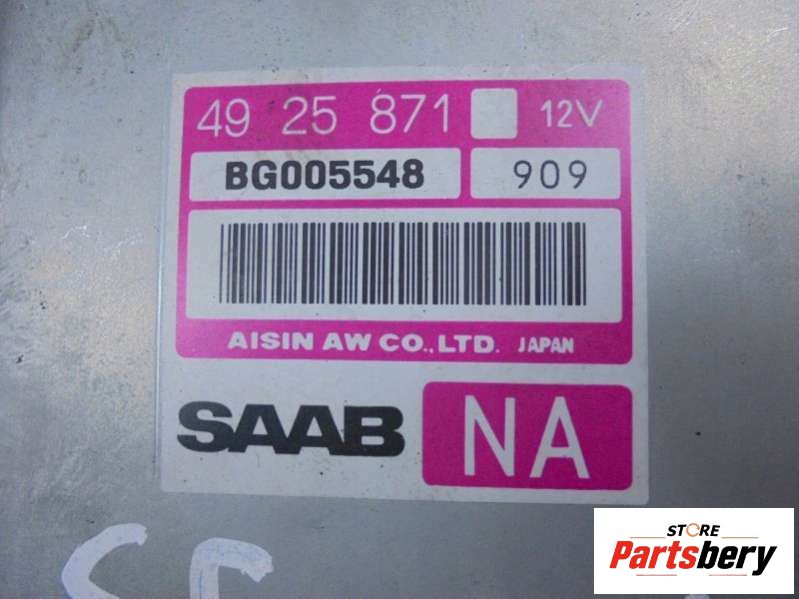 49 25 871 12V
BG005548 909
AISIN AW CO.,LTD. JAPAN
SAAB NA
STORE
Partsbery